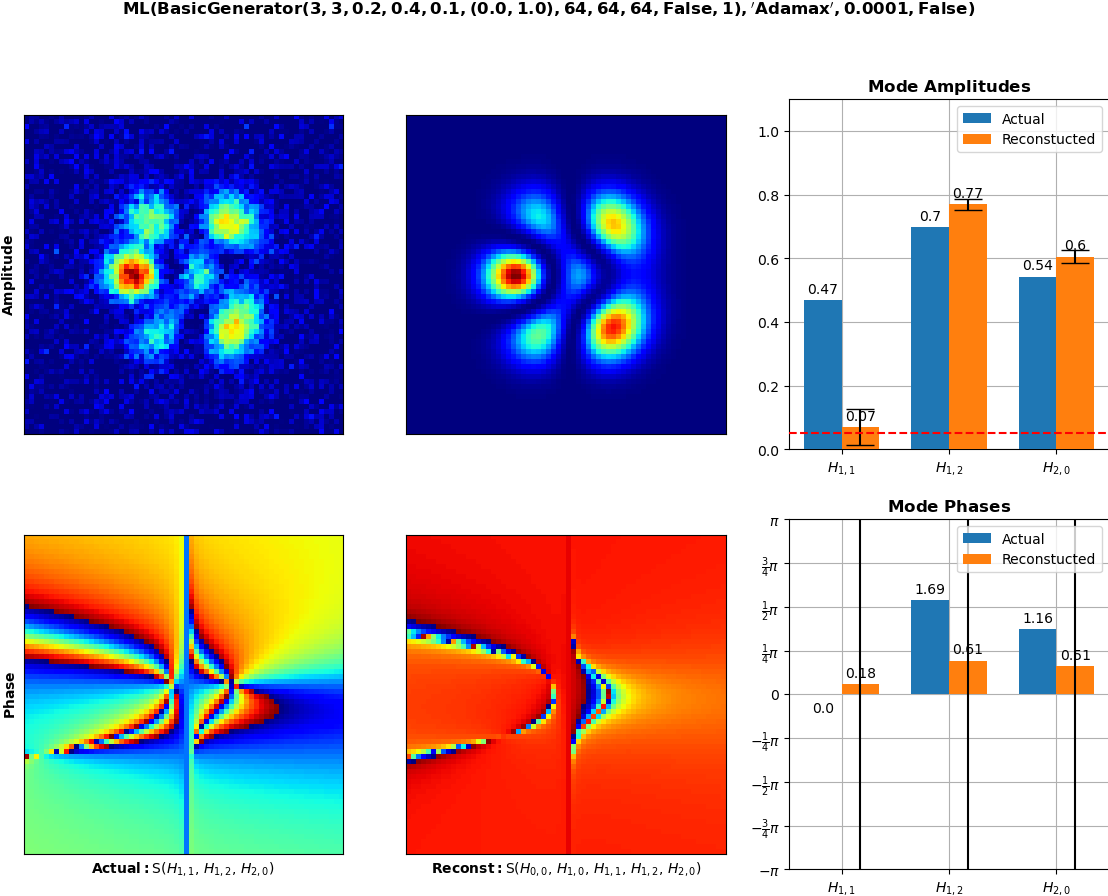 ML(BasicGenerator(3, 3, 0.2, 0.4, 0.1, (0.0, 1.0), 64, 64, 64, False, 1), ′Adamax′, 0.0001, False)
Mode Amplitudes
Amplitude
Actual
Reconstucted
1.0
0.8
0.6
0.4
0.2
0.0
0.47
0.07
0.7
0.77
0.54
0.6
H1,1
H1,2
H2,0
Mode Phases
Phase
Actual
Reconstucted
π
3/4π
1/2π
1/4π
0
−1/4π
−1/2π
−3/4π
−π
0.0
0.18
1.69
0.61
1.16
0.51
H1,1
H1,2
H2,0
Actual: S(H1,1, H1,2, H2,0)
Reconst: S(H0,0, H1,0, H1,1, H1,2, H2,0)